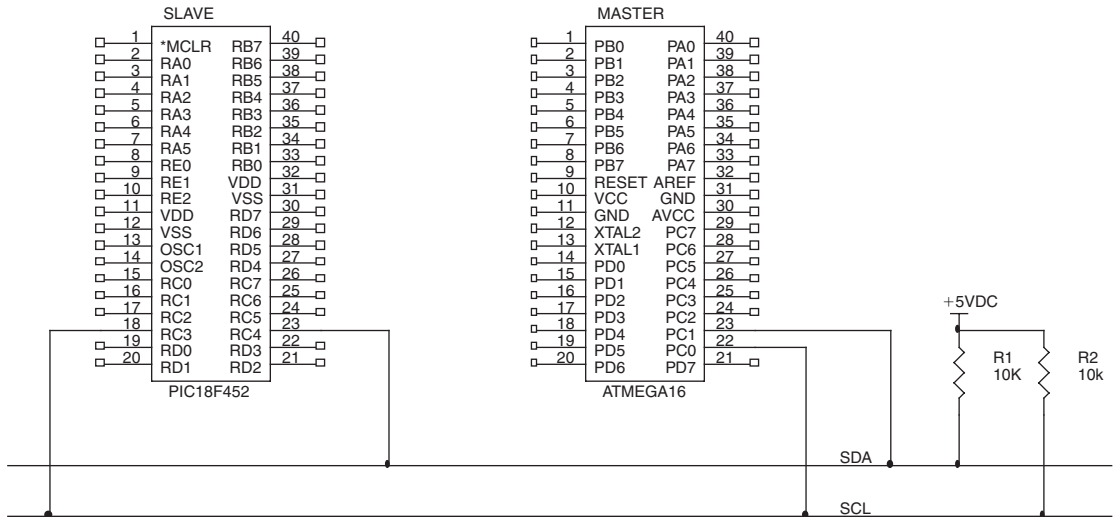 SLAVE
MASTER
1 *MCLR RB7 40
2 RA0 RB6 39
3 RA1 RB5 38
4 RA2 RB4 37
5 RA3 RB3 36
6 RA4 RB2 35
7 RA5 RB1 34
8 RE0 RB0 33
9 RE1 VDD 32
10 RE2 VSS 31
11 VDD RD7 30
12 VSS RD6 29
13 OSC1 RD5 28
14 OSC2 RD4 27
15 RC0 RC7 26
16 RC1 RC6 25
17 RC2 RC5 24
18 RC3 RC4 23
19 RD0 RD3 22
20 RD1 RD2 21
PIC18F452
1 PB0 PA0 40
2 PB1 PA1 39
3 PB2 PA2 38
4 PB3 PA3 37
5 PB4 PA4 36
6 PB5 PA5 35
7 PB6 PA6 34
8 PB7 PA7 33
9 RESET AREF 32
10 VCC GND 31
11 GND AVCC 30
12 XTAL2 PC7 29
13 XTAL1 PC6 28
14 PD0 PC5 27
15 PD1 PC4 26
16 PD2 PC3 25
17 PD3 PC2 24
18 PD4 PC1 23
19 PD5 PC0 22
20 PD6 PD7 21
ATMEGA16
+5VDC
R1
10K
R2
10k
SDA
SCL